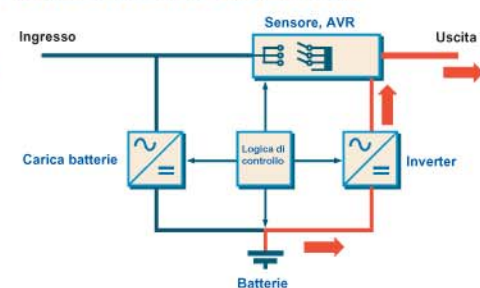 Sensore, AVR
Ingresso
Uscita
Carica batterie
Logica di
controllo
Inverter
Batterie